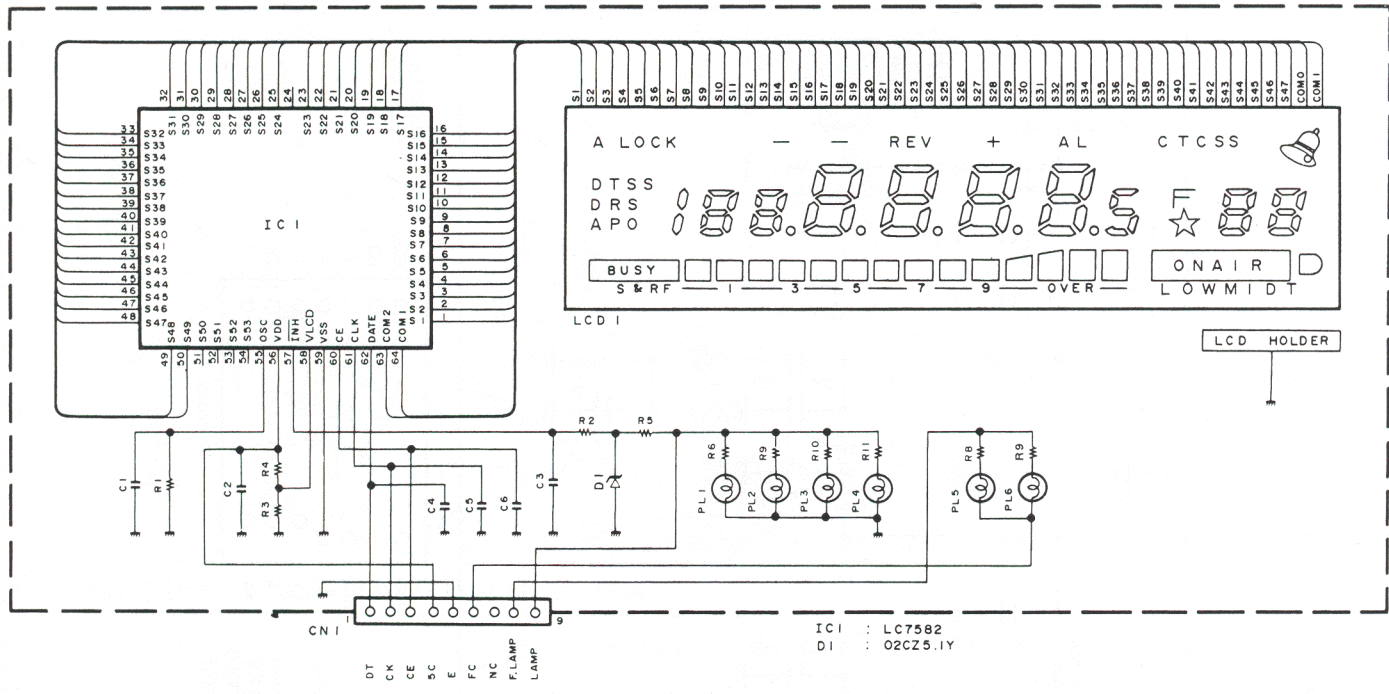 32 31 30 29 28 27 26 25 24 23 22 21 20 19 18 17
S31 S30 S29 S28 S27 S26 S25 S24 S23 S22 S21 S20 S19 S18 S17
33 S32 S16 16
34 S33 S15 15
35 S34 S14 14
36 S35 S13 13
37 S36 S12 12
38 S37 S11 11
39 S38 S10 10
40 S39 S9 9
41 S40 S8 8
42 S41 S7 7
43 S42 S6 6
44 S43 S5 5
45 S44 S4 4
46 S45 S3 3
47 S46 S2 2
48 S47 S1 1
IC1
S48 S49 S50 S51 S52 S53 OSC VDD INH VLCD VSS CE CLK DATE COM2 COM1
49 50 51 52 53 54 55 56 57 58 59 60 61 62 63 64
S1 S2 S3 S4 S5 S6 S7 S8 S9 S10 S11 S12 S13 S14 S15 S16 S17 S18 S19 S20 S21 S22 S23 S24 S25 S26 S27 S28 S29 S30 S31 S32 S33 S34 S35 S36 S37 S38 S39 S40 S41 S42 S43 S44 S45 S46 S47 COM0 COM1
A LOCK — — REV + AL CTCSS
DTSS
DRS
APO
188.8.8.8.8.5 F 88
BUSY ONAIR D
S & RF 1 3 5 7 9 OVER LOWMIDT
LCD1
LCD HOLDER
C1 R1 C2 R4 R3 C4 C5 C6 C3 R2 D1 R5
R6 R9 R10 R11 R8 R9
PL1 PL2 PL3 PL4 PL5 PL6
CN1 1 9
DT CK CE 5C E FC NC F.LAMP LAMP
IC1 : LC7582
D1 : 02CZ5.1Y